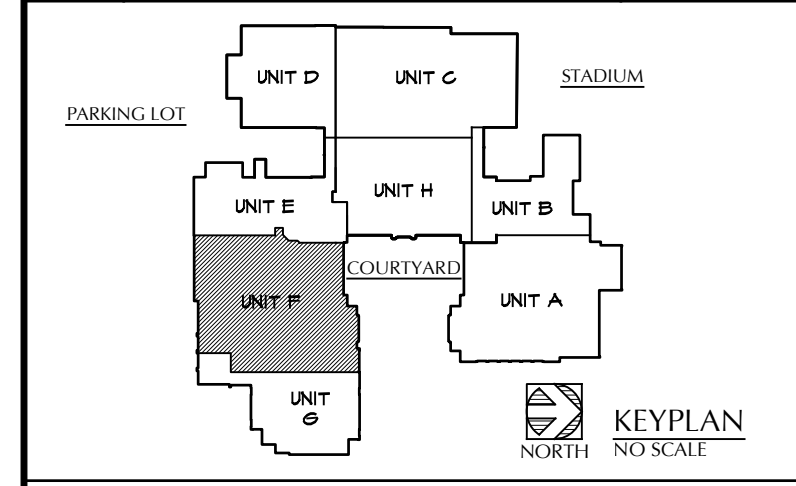 UNIT D
UNIT C
STADIUM
PARKING LOT
UNIT E
UNIT H
UNIT B
COURTYARD
UNIT F
UNIT A
UNIT
G
NORTH
KEYPLAN
NO SCALE